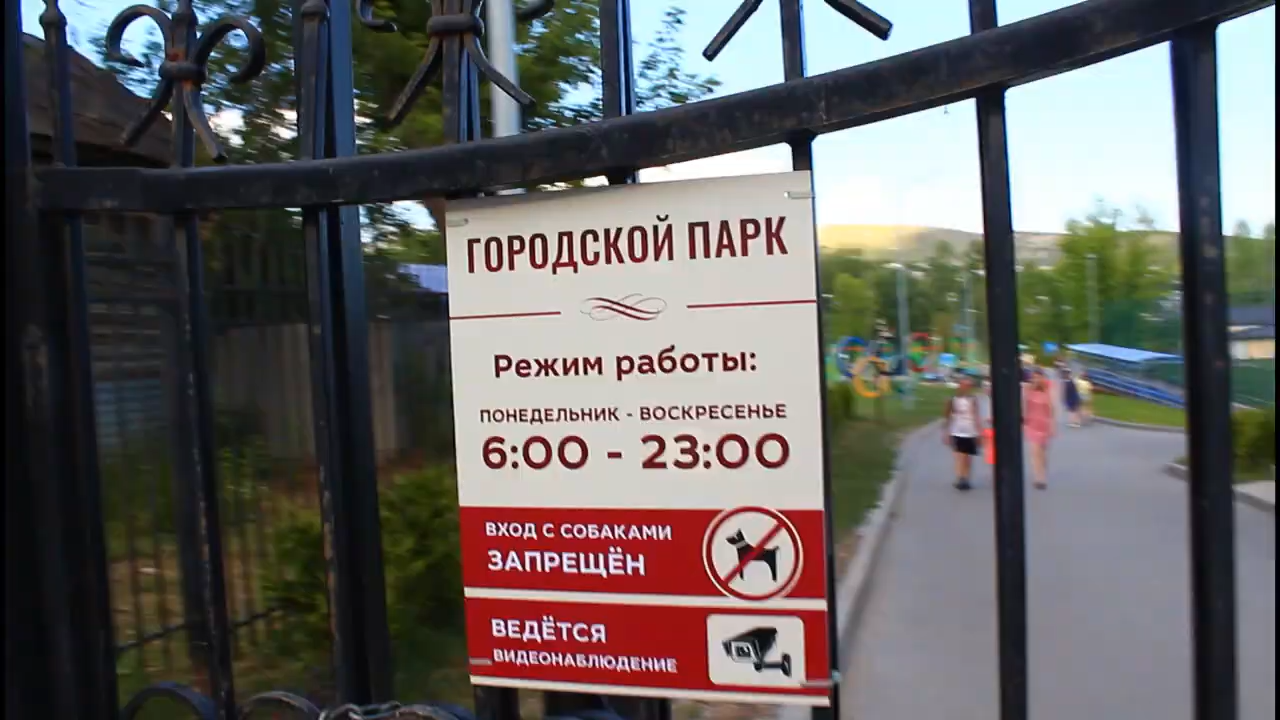 ГОРОДСКОЙ ПАРК
Режим работы:
ПОНЕДЕЛЬНИК - ВОСКРЕСЕНЬЕ
6:00 - 23:00
ВХОД С СОБАКАМИ
ЗАПРЕЩЁН
ВЕДЁТСЯ
ВИДЕОНАБЛЮДЕНИЕ